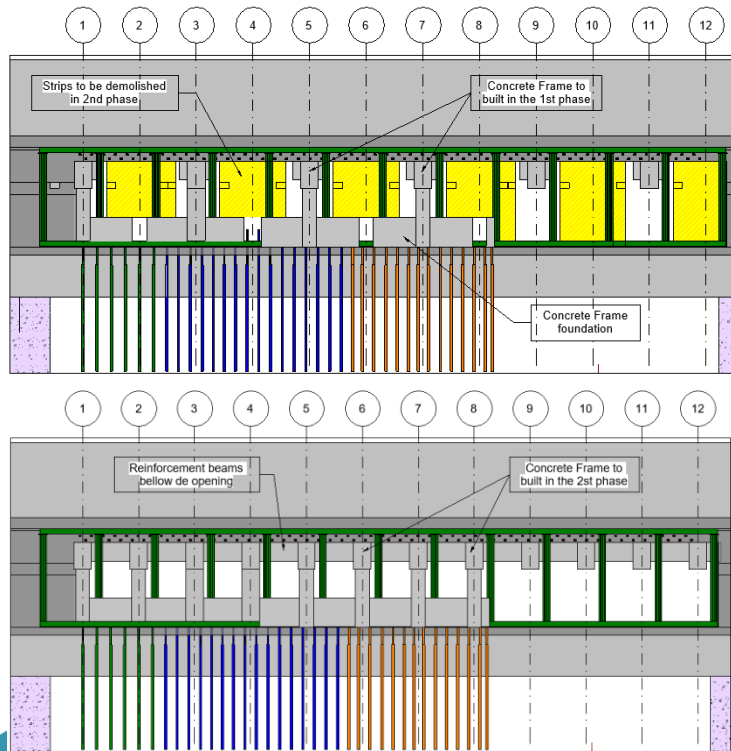 1 2 3 4 5 6 7 8 9 10 11 12
Strips to be demolished
in 2nd phase
Concrete Frame to
built in the 1st phase
Concrete Frame
foundation
1 2 3 4 5 6 7 8 9 10 11 12
Reinforcement beams
bellow de opening
Concrete Frame to
built in the 2st phase